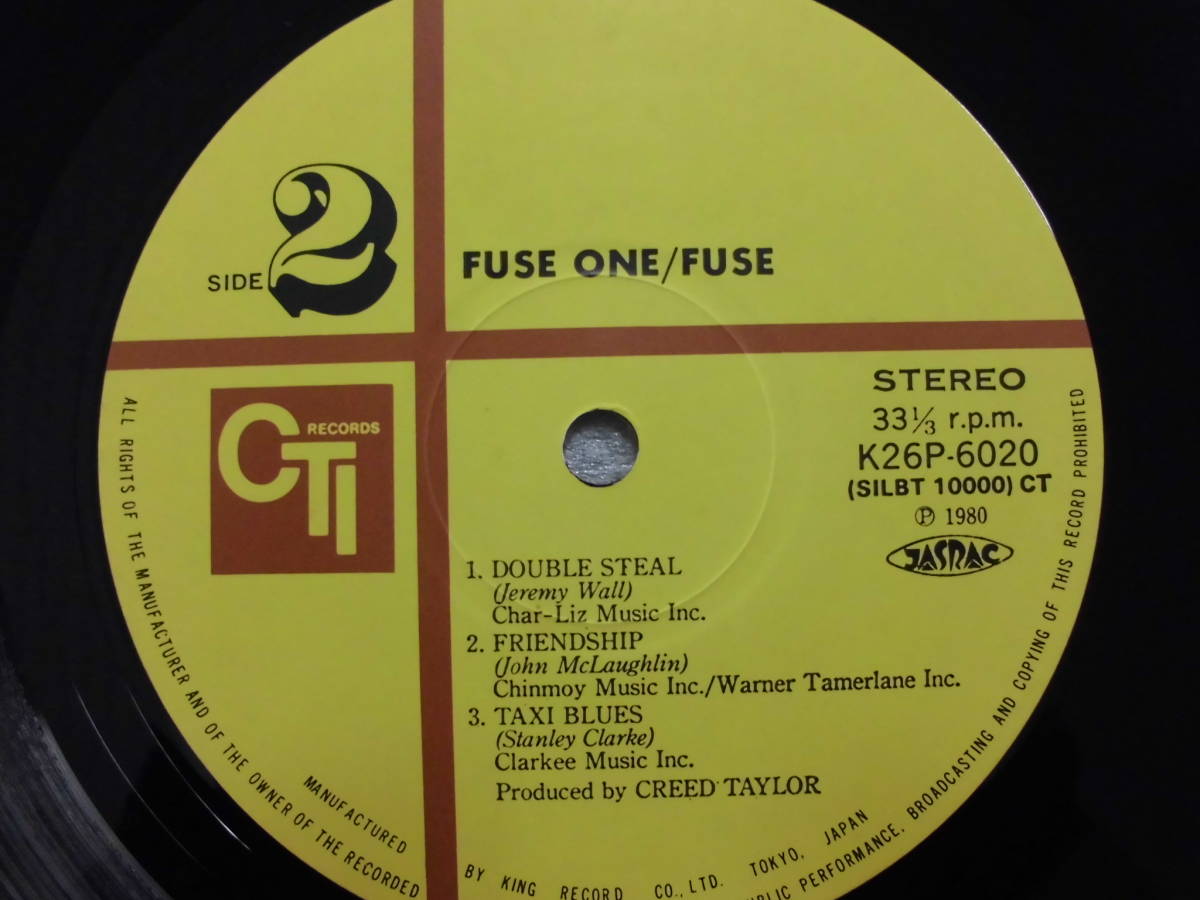 SIDE 2
FUSE ONE/FUSE
CTI RECORDS
STEREO
33⅓ r.p.m.
K26P-6020
(SILBT 10000) CT
Ⓟ 1980
JASRAC
1. DOUBLE STEAL
(Jeremy Wall)
Char-Liz Music Inc.
2. FRIENDSHIP
(John McLaughlin)
Chinmoy Music Inc./Warner Tamerlane Inc.
3. TAXI BLUES
(Stanley Clarke)
Clarkee Music Inc.
Produced by CREED TAYLOR
ALL RIGHTS OF THE MANUFACTURER AND OF THE OWNER OF THE RECORDED
PERFORMANCE, BROADCASTING AND COPYING OF THIS RECORD PROHIBITED
MANUFACTURED BY KING RECORD CO., LTD. TOKYO, JAPAN